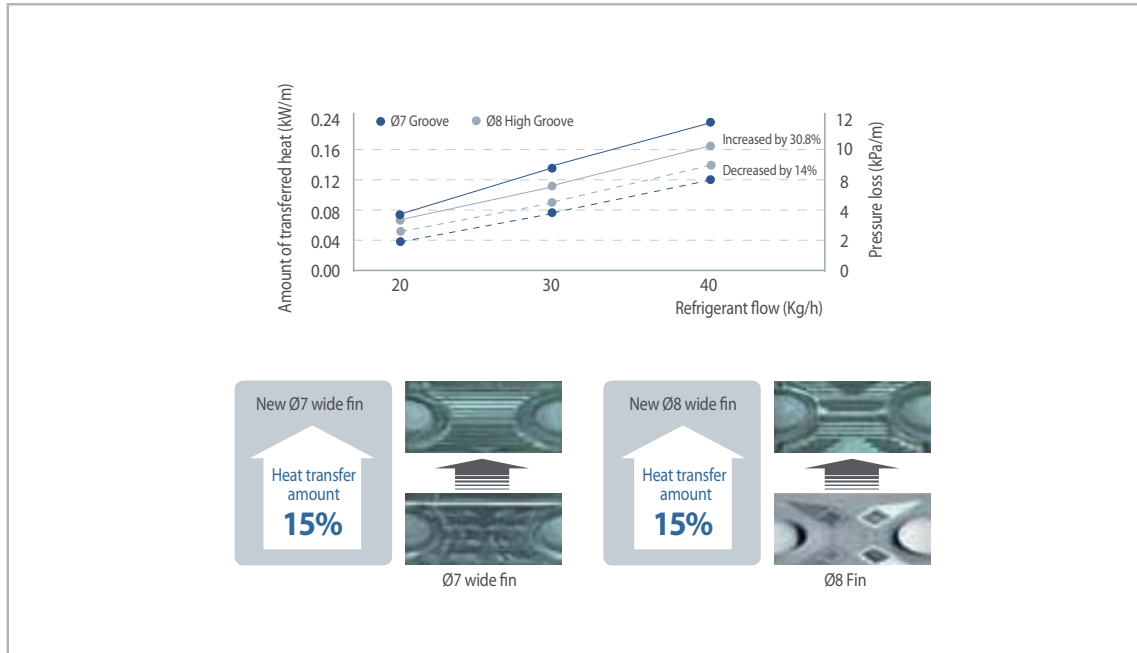 Amount of transferred heat (kW/m)
0.24
0.16
0.12
0.08
0.04
0.00
Ø7 Groove
Ø8 High Groove
Increased by 30.8%
Decreased by 14%
12
10
8
4
2
0
Pressure loss (kPa/m)
20
30
40
Refrigerant flow (Kg/h)
New Ø7 wide fin
Heat transfer
amount
15%
Ø7 wide fin
New Ø8 wide fin
Heat transfer
amount
15%
Ø8 Fin